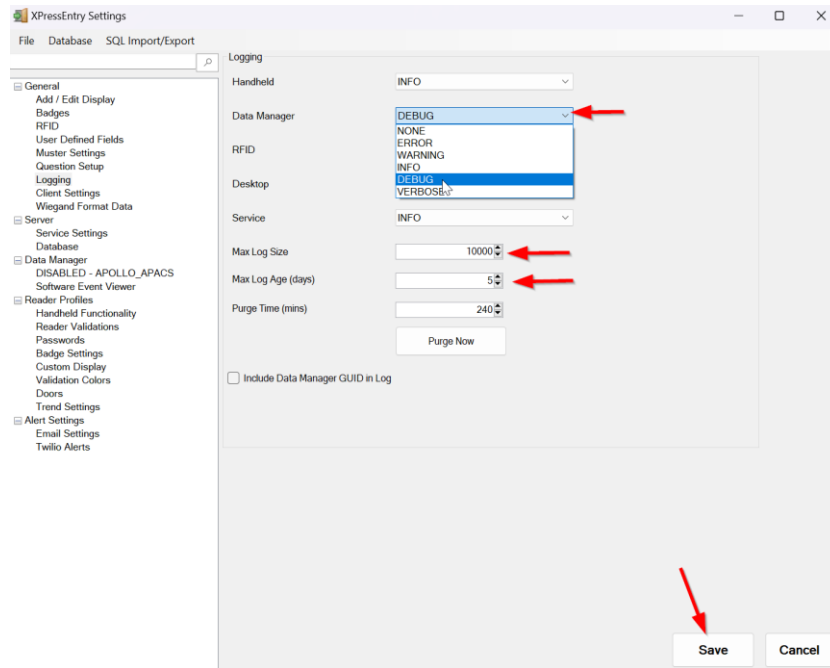 XPressEntry Settings
File Database SQL Import/Export
General
Add / Edit Display
Badges
RFID
User Defined Fields
Muster Settings
Question Setup
Logging
Client Settings
Wiegand Format Data
Server
Service Settings
Database
Data Manager
DISABLED - APOLLO_APACS
Software Event Viewer
Reader Profiles
Handheld Functionality
Reader Validations
Passwords
Badge Settings
Custom Display
Validation Colors
Doors
Trend Settings
Alert Settings
Email Settings
Twilio Alerts
Logging
Handheld INFO
Data Manager DEBUG
NONE
ERROR
WARNING
INFO
DEBUG
VERBOSE
RFID
Desktop
Service INFO
Max Log Size 10000
Max Log Age (days) 5
Purge Time (mins) 240
Purge Now
Include Data Manager GUID in Log
Save Cancel